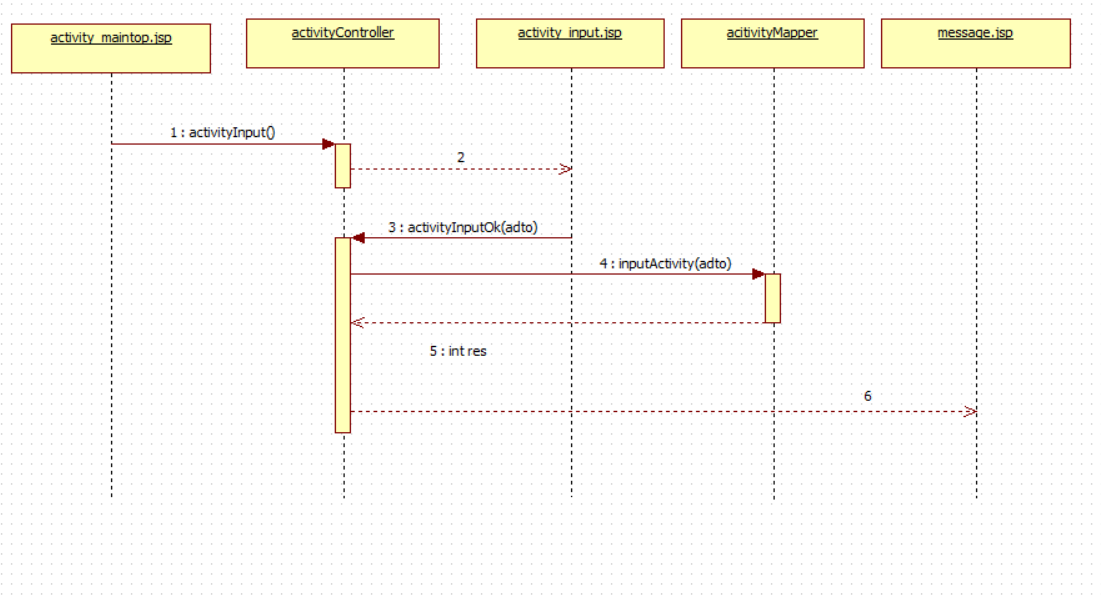 activity_maintop.jsp
activityController
activity_input.jsp
acitivityMapper
message.jsp
1 : activityInput()
2
3 : activityInputOk(adto)
4 : inputActivity(adto)
5 : int res
6